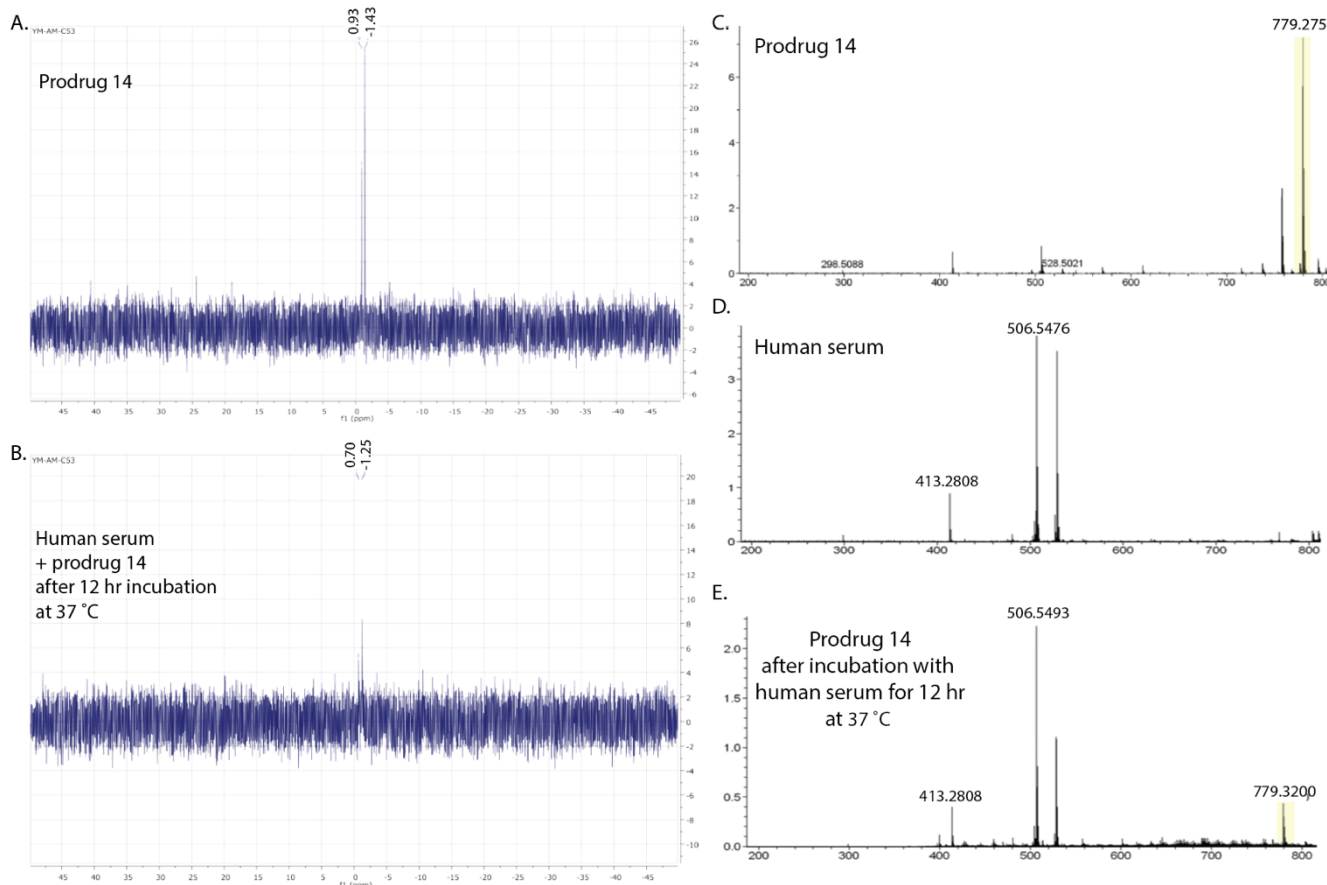 A.
YM-AM-CS3
0.93
-1.43
Prodrug 14
26
24
22
20
18
16
14
12
10
8
6
4
2
0
-2
-4
-6
45 40 35 30 25 20 15 10 5 0 -5 -10 -15 -20 -25 -30 -35 -40 -45
f1 (ppm)
B.
YM-AM-CS3
0.70
-1.25
Human serum
+ prodrug 14
after 12 hr incubation
at 37 ˚C
20
18
16
14
12
10
8
6
4
2
0
-2
-4
-6
-8
-10
45 40 35 30 25 20 15 10 5 0 -5 -10 -15 -20 -25 -30 -35 -40 -45
f1 (ppm)
C.
Prodrug 14
779.275
6
4
2
0
298.5088
528.5021
200 300 400 500 600 700 800
D.
Human serum
506.5476
413.2808
3
2
1
0
200 300 400 500 600 700 800
E.
506.5493
Prodrug 14
after incubation with
human serum for 12 hr
at 37 ˚C
413.2808
779.3200
2.0
1.5
1.0
0.5
0.0
200 300 400 500 600 700 800